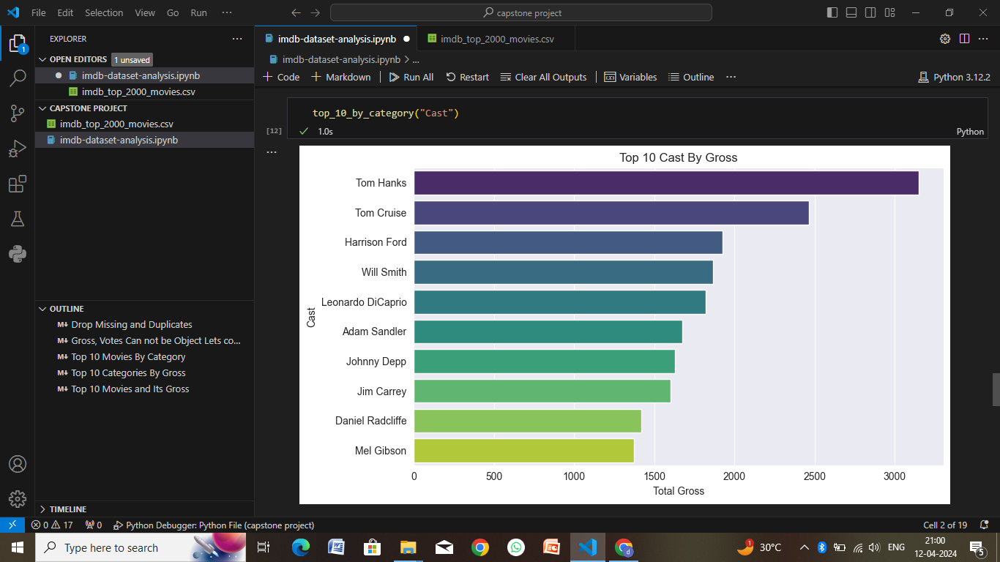 File Edit Selection View Go Run ···
capstone project
EXPLORER ···
OPEN EDITORS 1 unsaved
imdb-dataset-analysis.ipynb
imdb_top_2000_movies.csv
CAPSTONE PROJECT
imdb_top_2000_movies.csv
imdb-dataset-analysis.ipynb
1
OUTLINE
M↓ Drop Missing and Duplicates
M↓ Gross, Votes Can not be Object Lets co...
M↓ Top 10 Movies By Category
M↓ Top 10 Categories By Gross
M↓ Top 10 Movies and Its Gross
TIMELINE
imdb-dataset-analysis.ipynb imdb_top_2000_movies.csv
imdb-dataset-analysis.ipynb > ...
+ Code + Markdown Run All Restart Clear All Outputs Variables Outline ··· Python 3.12.2
top_10_by_category("Cast")
[12] 1.0s Python
Top 10 Cast By Gross
Cast
Tom Hanks
Tom Cruise
Harrison Ford
Will Smith
Leonardo DiCaprio
Adam Sandler
Johnny Depp
Jim Carrey
Daniel Radcliffe
Mel Gibson
0 500 1000 1500 2000 2500 3000
Total Gross
0 17 0 Python Debugger: Python File (capstone project) Cell 2 of 19
Type here to search 1 30°C ENG 21:00
12-04-2024 5